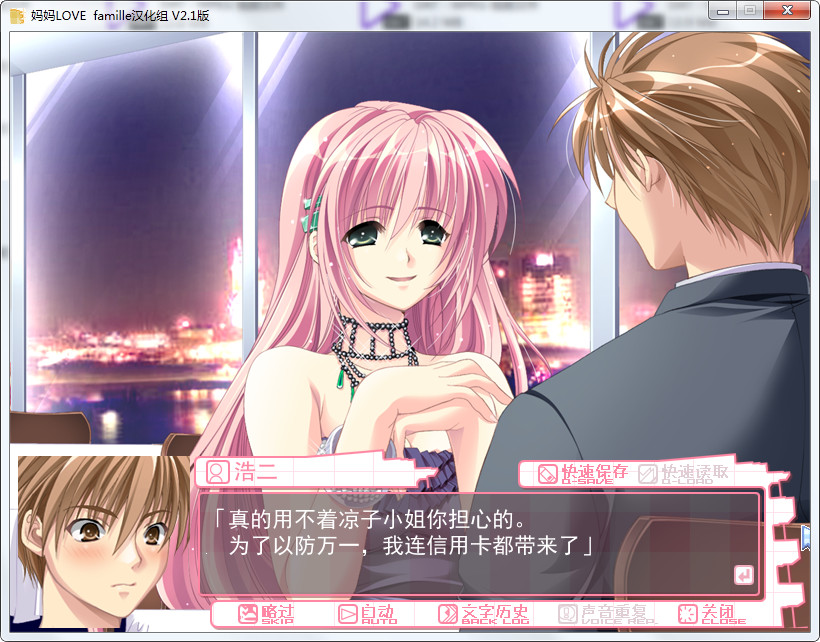 妈妈LOVE famille汉化组 V2.1版
浩二
快速保存 快速读取
Q-SAVE Q-LOAD
「真的用不着凉子小姐你担心的。
为了以防万一，我连信用卡都带来了」
略过 自动 文字历史 声音重复 关闭
SKIP AUTO BACK LOG VOICE REP. CLOSE